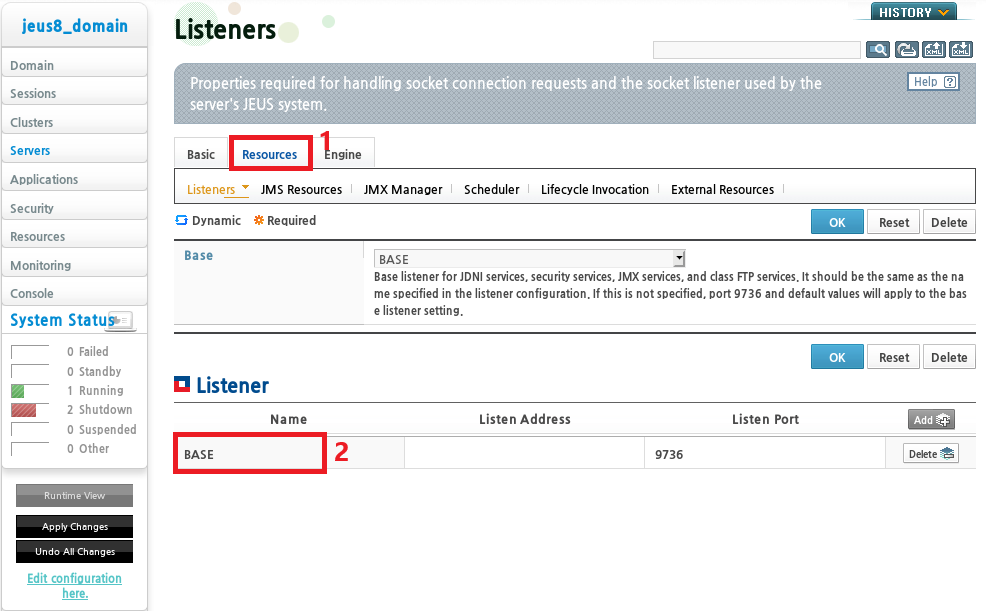 jeus8_domain
Domain
Sessions
Clusters
Servers
Applications
Security
Resources
Monitoring
Console
System Status
0 Failed
0 Standby
1 Running
2 Shutdown
0 Suspended
0 Other
Runtime View
Apply Changes
Undo All Changes
Edit configuration
here.
HISTORY
Listeners
XML
XML
Properties required for handling socket connection requests and the socket listener used by the
server's JEUS system.
Help ?
Basic Resources 1 Engine
Listeners JMS Resources JMX Manager Scheduler Lifecycle Invocation External Resources
Dynamic Required
OK Reset Delete
Base
BASE
Base listener for JDNI services, security services, JMX services, and class FTP services. It should be the same as the na
me specified in the listener configuration. If this is not specified, port 9736 and default values will apply to the bas
e listener setting.
OK Reset Delete
Listener
Name Listen Address Listen Port Add
BASE 2 9736 Delete